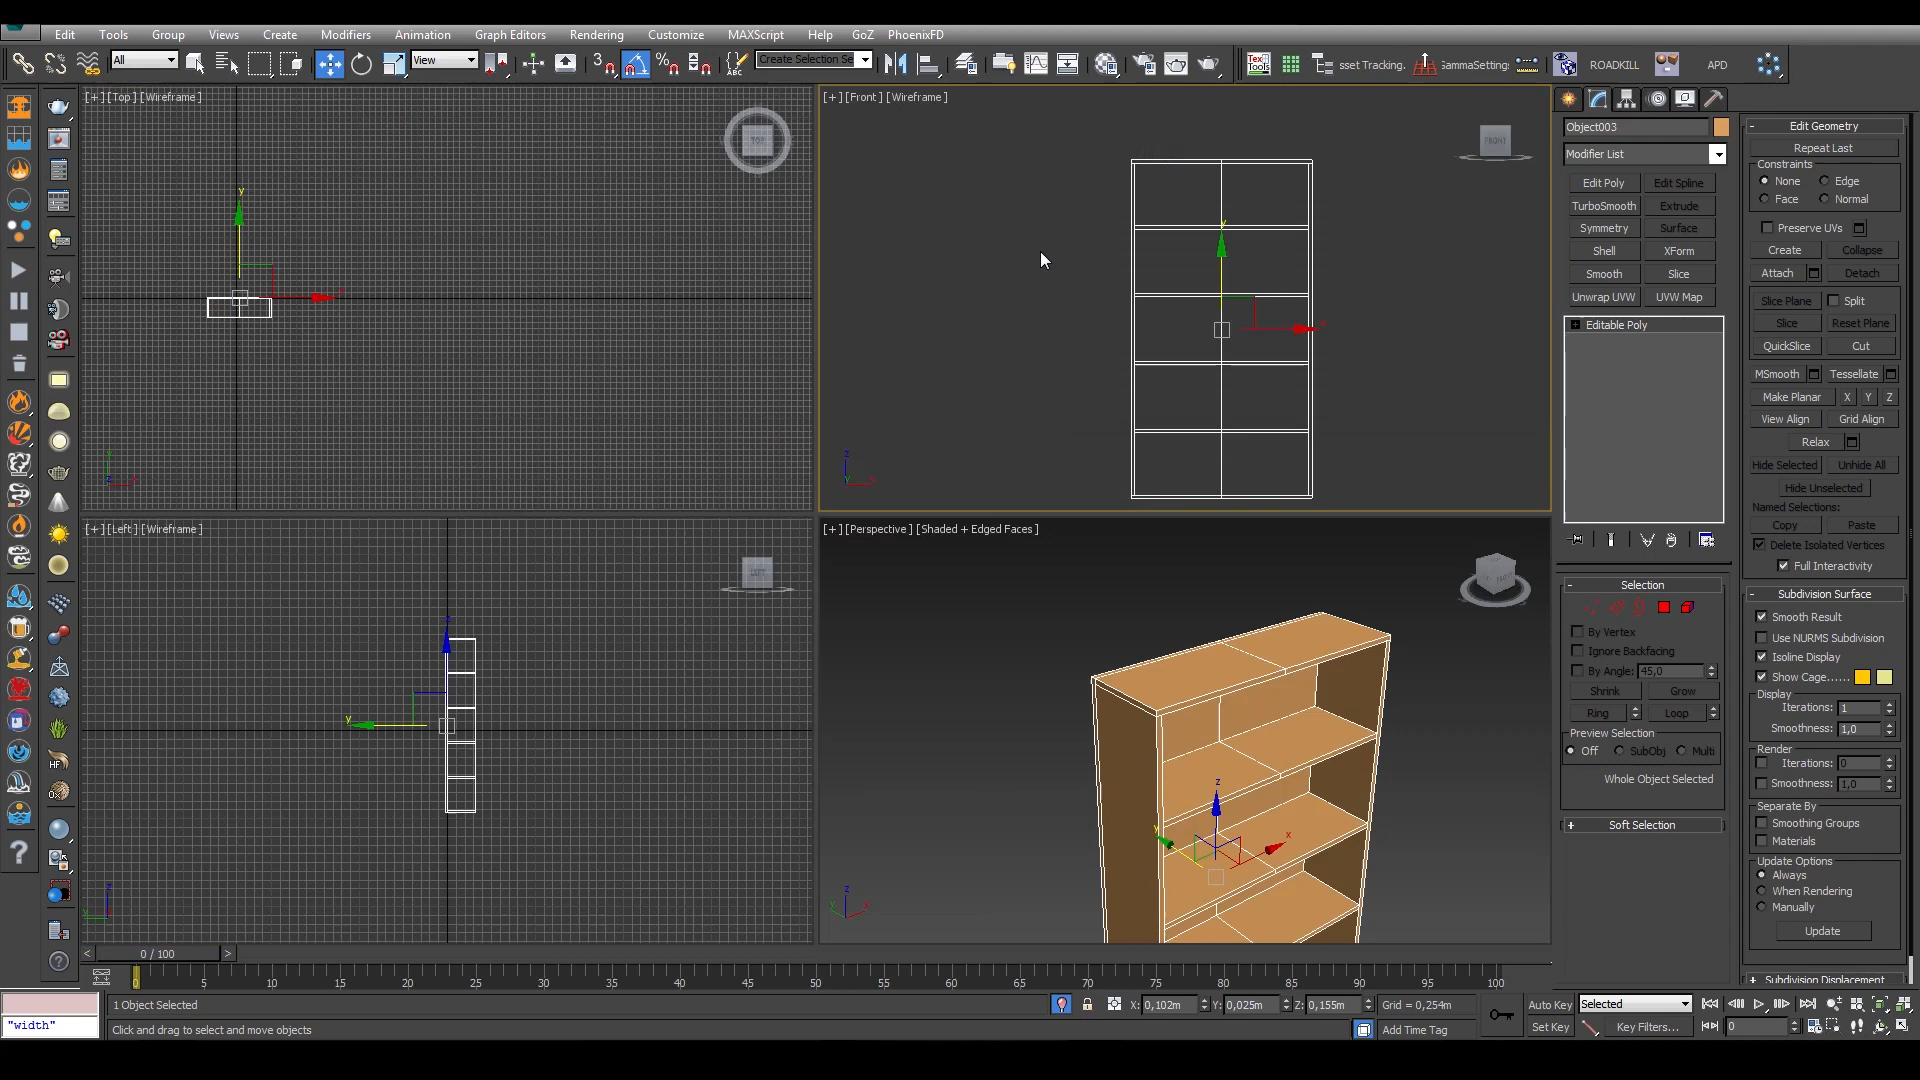 Edit Tools Group Views Create Modifiers Animation Graph Editors Rendering Customize MAXScript Help GoZ PhoenixFD
All View 3 Create Selection Se sset Tracking. GammaSettings ROADKILL APD
[+][Top][Wireframe]
TOP
[+][Front][Wireframe]
FRONT
[+][Left][Wireframe]
LEFT
[+][Perspective][Shaded + Edged Faces]
Object003
Modifier List
Edit Poly Edit Spline
TurboSmooth Extrude
Symmetry Surface
Shell XForm
Smooth Slice
Unwrap UVW UVW Map
Editable Poly
Selection
By Vertex
Ignore Backfacing
By Angle: 45,0
Shrink Grow
Ring Loop
Preview Selection
Off SubObj Multi
Whole Object Selected
Soft Selection
Edit Geometry
Repeat Last
Constraints
None Edge
Face Normal
Preserve UVs
Create Collapse
Attach Detach
Slice Plane Split
Slice Reset Plane
QuickSlice Cut
MSmooth Tessellate
Make Planar X Y Z
View Align Grid Align
Relax
Hide Selected Unhide All
Hide Unselected
Named Selections:
Copy Paste
Delete Isolated Vertices
Full Interactivity
Subdivision Surface
Smooth Result
Use NURMS Subdivision
Isoline Display
Show Cage......
Display
Iterations: 1
Smoothness: 1,0
Render
Iterations: 0
Smoothness: 1,0
Separate By
Smoothing Groups
Materials
Update Options
Always
When Rendering
Manually
Update
Subdivision Displacement
< 0 / 100 >
0 5 10 15 20 25 30 35 40 45 50 55 60 65 70 75 80 85 90 95 100
1 Object Selected X: 0,102m Y: 0,025m Z: 0,155m Grid = 0,254m Auto Key Selected
"width" Click and drag to select and move objects Add Time Tag Set Key Key Filters... 0